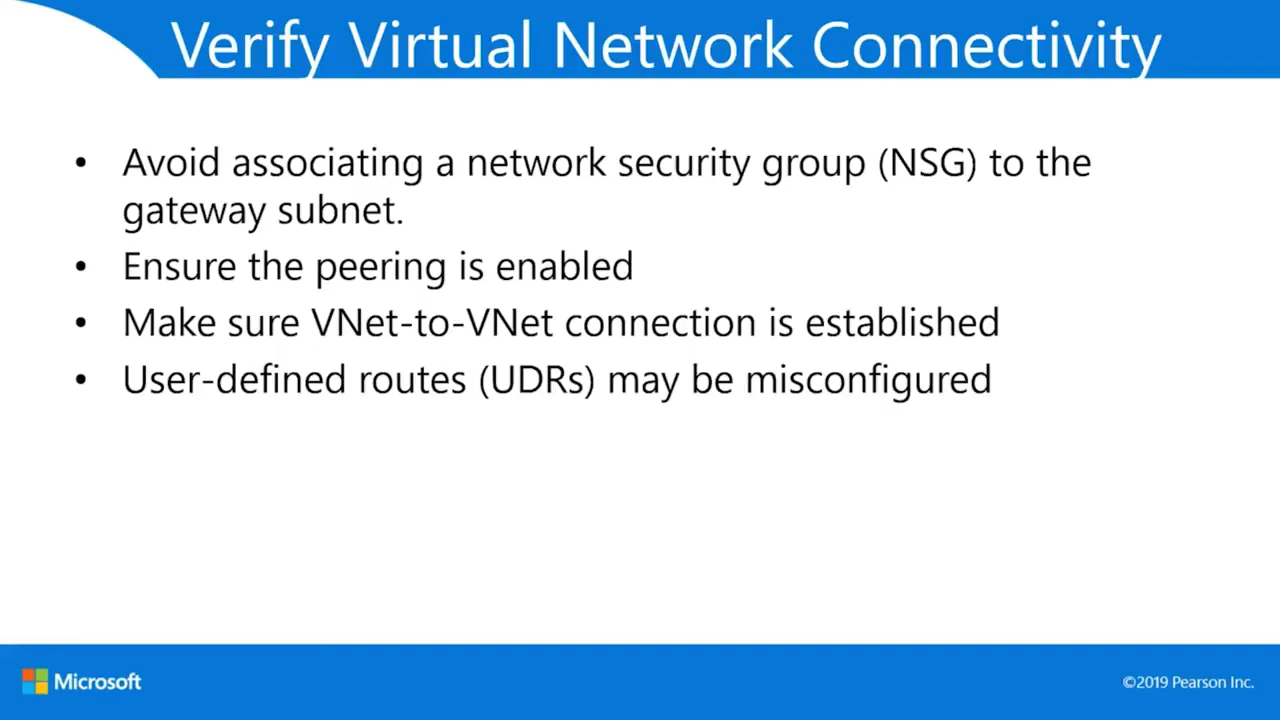 Verify Virtual Network Connectivity
• Avoid associating a network security group (NSG) to the
gateway subnet.
• Ensure the peering is enabled
• Make sure VNet-to-VNet connection is established
• User-defined routes (UDRs) may be misconfigured
Microsoft
©2019 Pearson Inc.